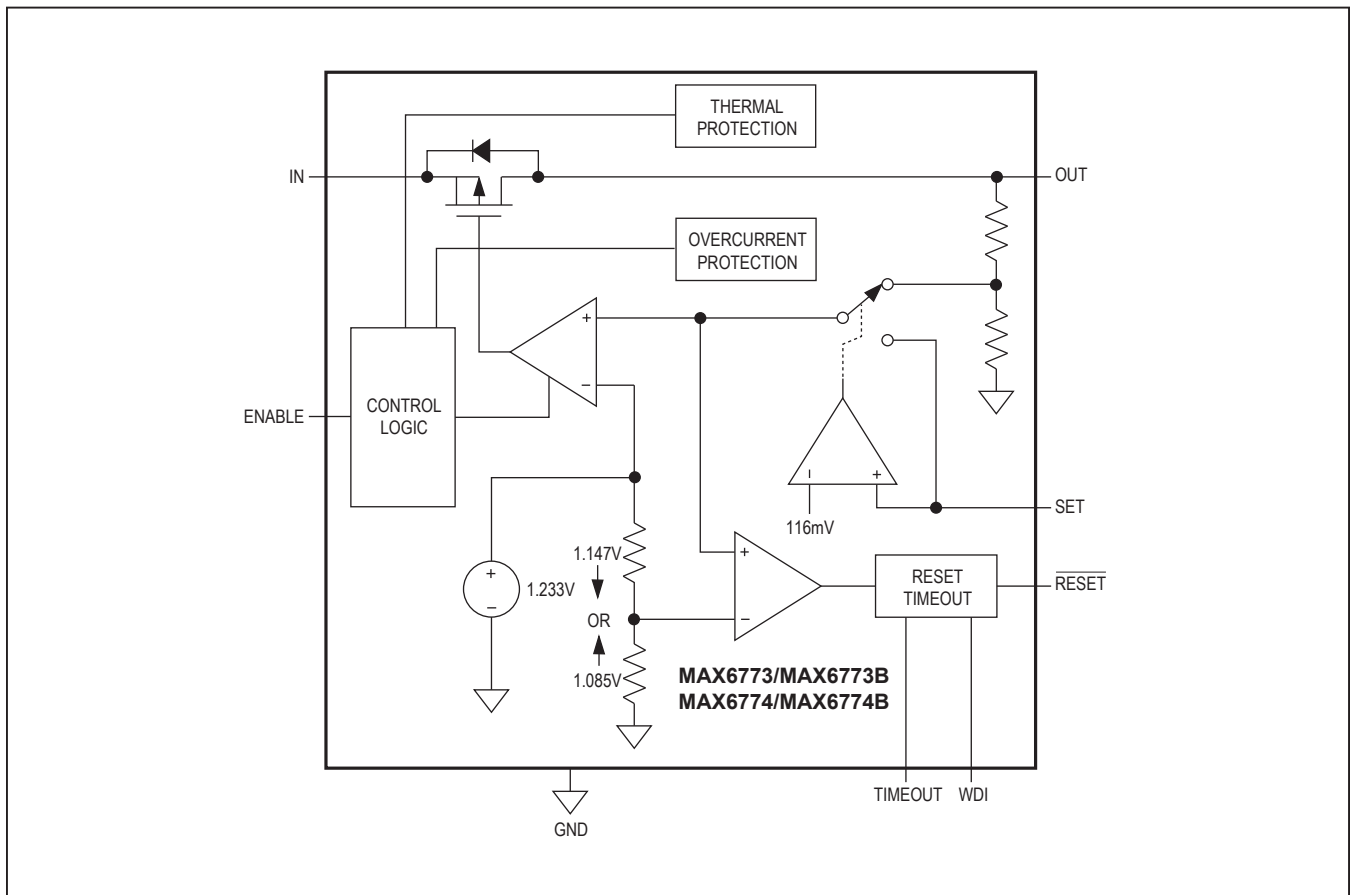 THERMAL
PROTECTION
IN
OUT
OVERCURRENT
PROTECTION
+
−
ENABLE
CONTROL
LOGIC
−
+
116mV
SET
1.147V
+
−
1.233V
OR
1.085V
+
−
RESET
TIMEOUT
RESET
MAX6773/MAX6773B
MAX6774/MAX6774B
TIMEOUT
WDI
GND